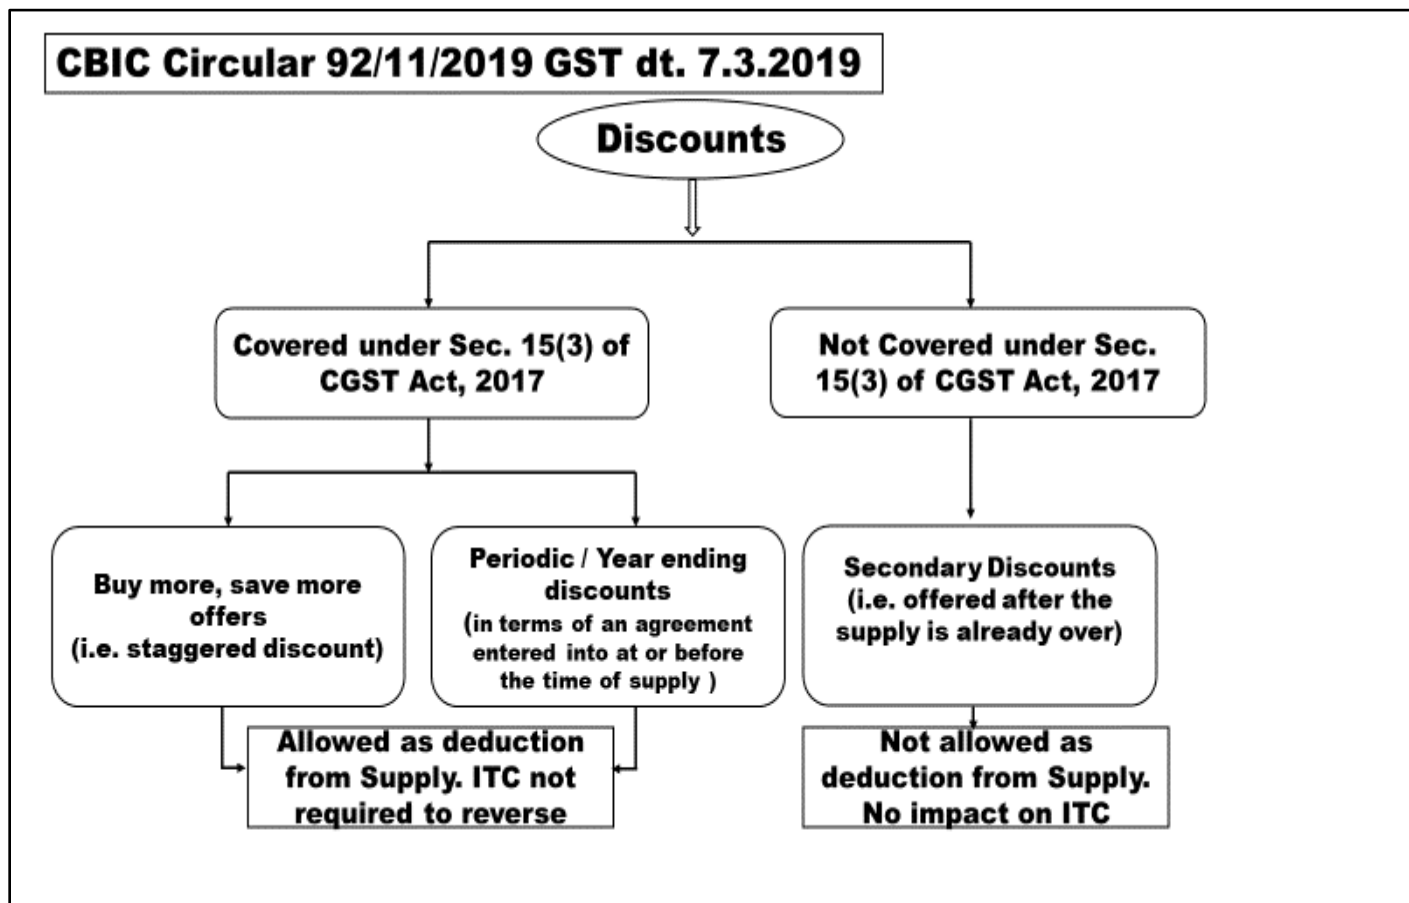 CBIC Circular 92/11/2019 GST dt. 7.3.2019
Discounts
Covered under Sec. 15(3) of
CGST Act, 2017
Not Covered under Sec.
15(3) of CGST Act, 2017
Buy more, save more
offers
(i.e. staggered discount)
Periodic / Year ending
discounts
(in terms of an agreement
entered into at or before
the time of supply )
Secondary Discounts
(i.e. offered after the
supply is already over)
Allowed as deduction
from Supply. ITC not
required to reverse
Not allowed as
deduction from Supply.
No impact on ITC